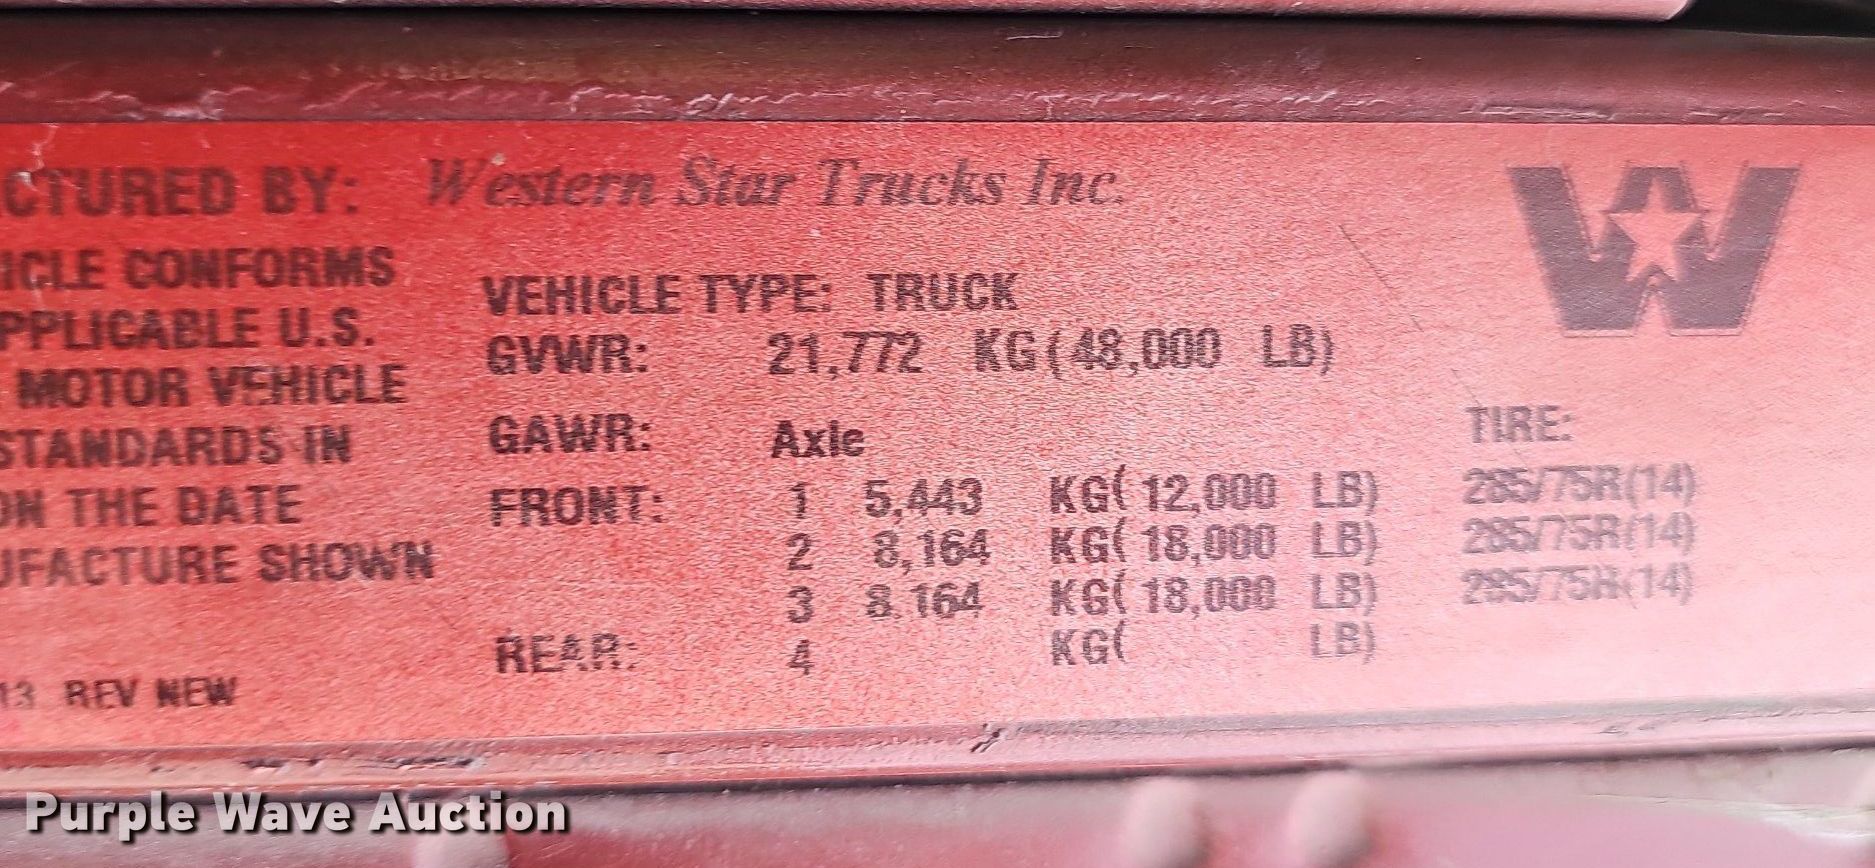 CTURED BY: Western Star Trucks Inc.
ICLE CONFORMS
PPLICABLE U.S.
MOTOR VEHICLE
STANDARDS IN
ON THE DATE
UFACTURE SHOWN
13 REV NEW
VEHICLE TYPE: TRUCK
GVWR: 21,772 KG(48,000 LB)
GAWR: Axle TIRE:
FRONT: 1 5,443 KG( 12,000 LB) 285/75R(14)
2 8,164 KG( 18,000 LB) 285/75R(14)
3 8,164 KG( 18,000 LB) 285/75R(14)
REAR: 4 KG( LB)
W
Purple Wave Auction